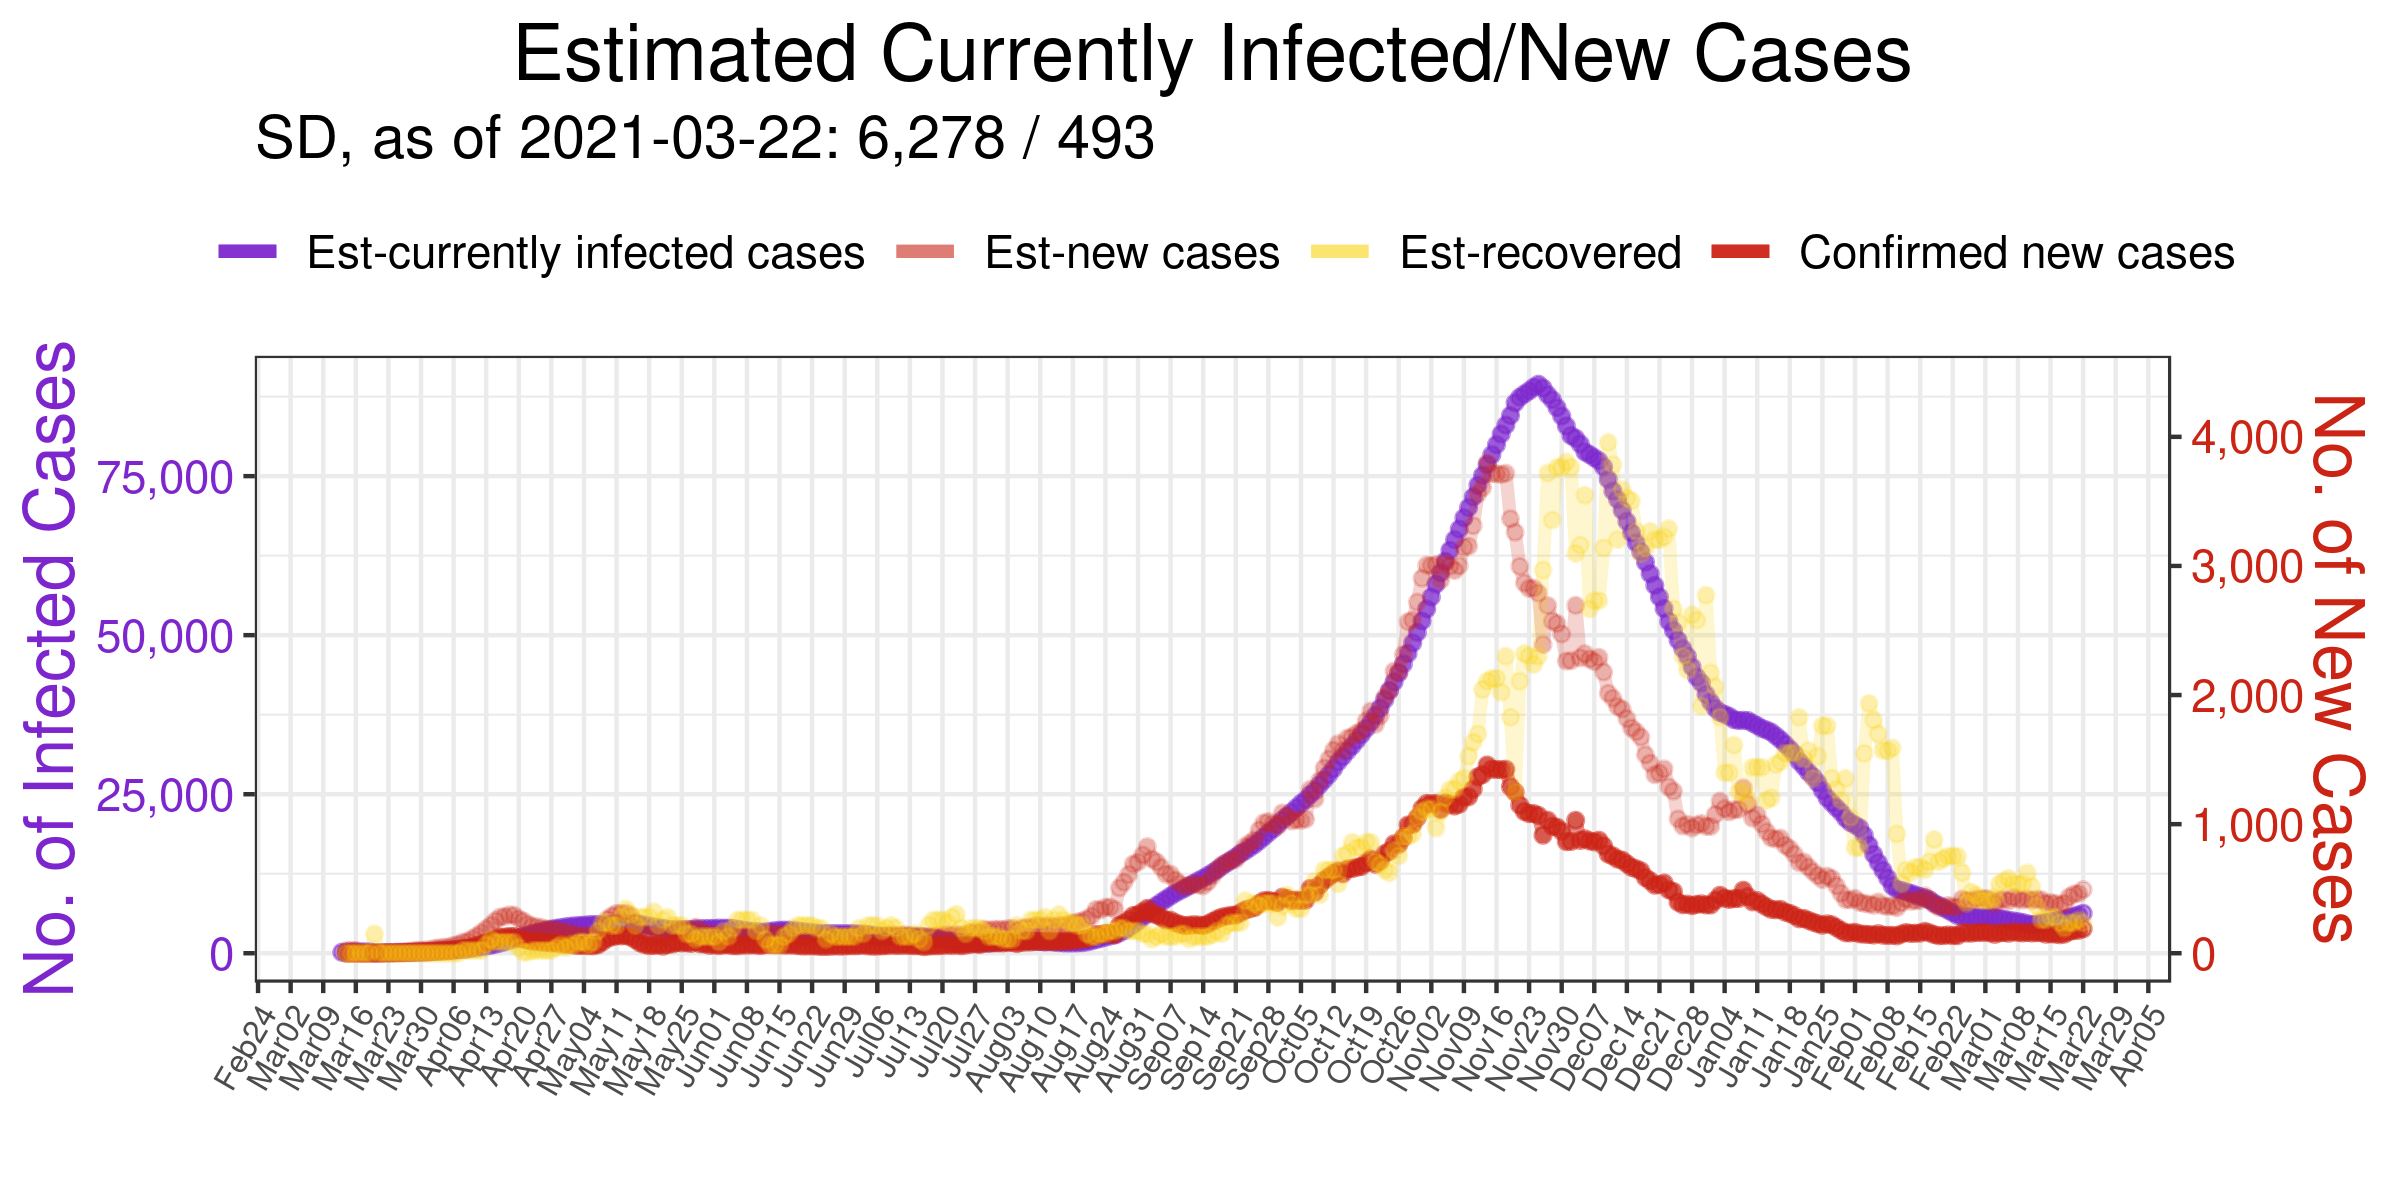 Estimated Currently Infected/New Cases
SD, as of 2021-03-22: 6,278 / 493
Est-currently infected cases Est-new cases Est-recovered Confirmed new cases
No. of Infected Cases
75,000
50,000
25,000
0
4,000
3,000
2,000
1,000
0
No. of New Cases
Feb24 Mar02 Mar09 Mar16 Mar23 Mar30 Apr06 Apr13 Apr20 Apr27 May04 May11 May18 May25 Jun01 Jun08 Jun15 Jun22 Jun29 Jul06 Jul13 Jul20 Jul27 Aug03 Aug10 Aug17 Aug24 Aug31 Sep07 Sep14 Sep21 Sep28 Oct05 Oct12 Oct19 Oct26 Nov02 Nov09 Nov16 Nov23 Nov30 Dec07 Dec14 Dec21 Dec28 Jan04 Jan11 Jan18 Jan25 Feb01 Feb08 Feb15 Feb22 Mar01 Mar08 Mar15 Mar22 Mar29 Apr05